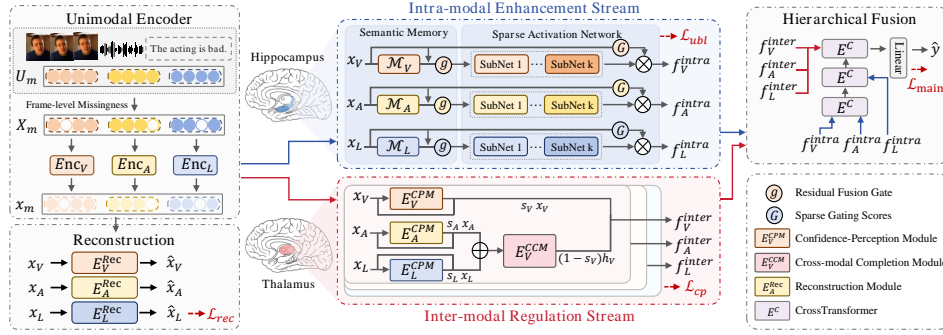 Unimodal Encoder
The acting is bad.
U_m
Frame-level Missingness
X_m
Enc_V Enc_A Enc_L
x_m
Reconstruction
x_V E_V^Rec x̂_V
x_A E_A^Rec x̂_A
x_L E_L^Rec x̂_L L_rec
Intra-modal Enhancement Stream
Hippocampus
Semantic Memory Sparse Activation Network L_ubl
x_V M_V g SubNet 1 ... SubNet k G ⊗ f_V^intra
x_A M_A g SubNet 1 ... SubNet k G ⊗ f_A^intra
x_L M_L g SubNet 1 ... SubNet k G ⊗ f_L^intra
Thalamus
x_V E_V^CPM s_V x_V f_V^inter
x_A E_A^CPM s_A x_A ⊕ E_V^CCM (1 − s_V)h_V f_A^inter
x_L E_L^CPM s_L x_L f_L^inter
L_cp
Inter-modal Regulation Stream
Hierarchical Fusion
f_V^inter E^C Linear ŷ
f_A^inter E^C L_main
f_L^inter E^C
f_V^intra f_A^intra f_L^intra
g Residual Fusion Gate
G Sparse Gating Scores
E_V^CPM Confidence-Perception Module
E_V^CCM Cross-modal Completion Module
E_A^Rec Reconstruction Module
E^C CrossTransformer